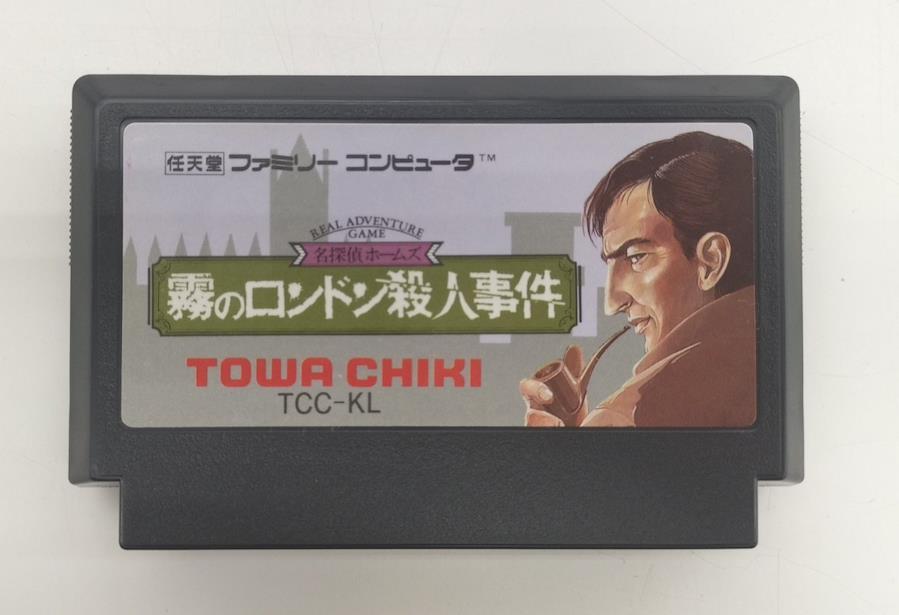 任天堂 ファミリー コンピュータ™
REAL ADVENTURE
GAME
名探偵ホームズ
霧のロンドン殺人事件
TOWA CHIKI
TCC-KL